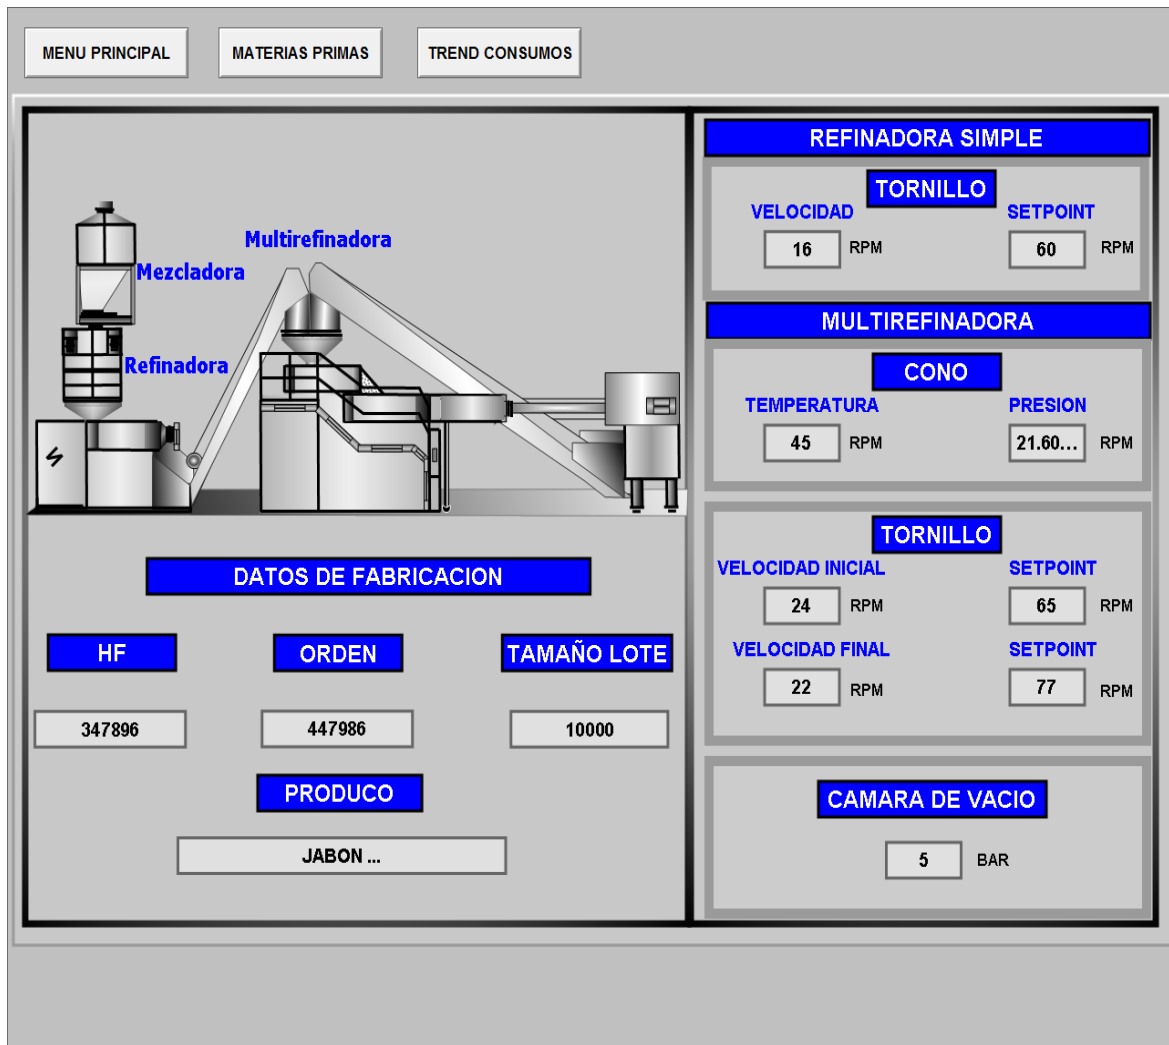 MENU PRINCIPAL
MATERIAS PRIMAS
TREND CONSUMOS
Multirefinadora
Mezcladora
Refinadora
DATOS DE FABRICACION
HF
ORDEN
TAMAÑO LOTE
347896
447986
10000
PRODUCO
JABON ...
REFINADORA SIMPLE
TORNILLO
VELOCIDAD
SETPOINT
16 RPM
60 RPM
MULTIREFINADORA
CONO
TEMPERATURA
PRESION
45 RPM
21.60... RPM
TORNILLO
VELOCIDAD INICIAL
SETPOINT
24 RPM
65 RPM
VELOCIDAD FINAL
SETPOINT
22 RPM
77 RPM
CAMARA DE VACIO
5 BAR